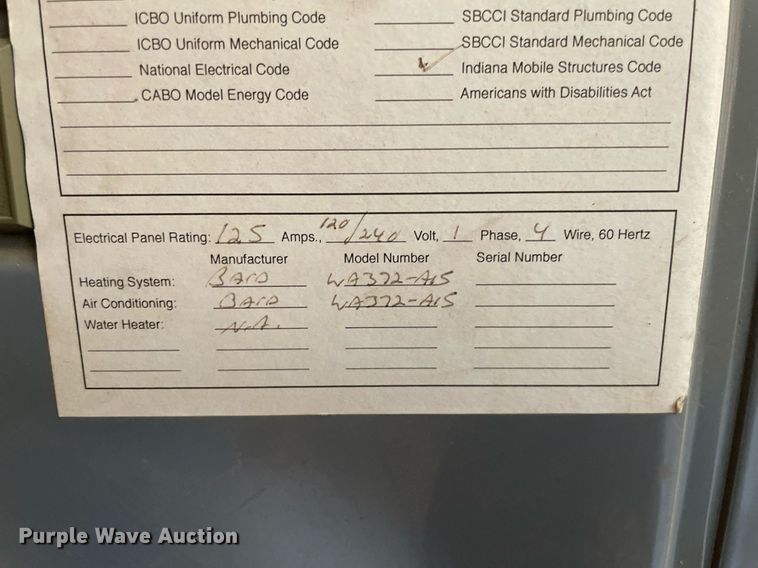 ICBO Uniform Plumbing Code SBCCI Standard Plumbing Code
ICBO Uniform Mechanical Code SBCCI Standard Mechanical Code
National Electrical Code Indiana Mobile Structures Code
CABO Model Energy Code Americans with Disabilities Act
Electrical Panel Rating: 125 Amps., 120/240 Volt, 1 Phase, 4 Wire, 60 Hertz
Manufacturer Model Number Serial Number
Heating System: BARD WA372-A15
Air Conditioning: BARD WA372-A15
Water Heater: N.A.
Purple Wave Auction